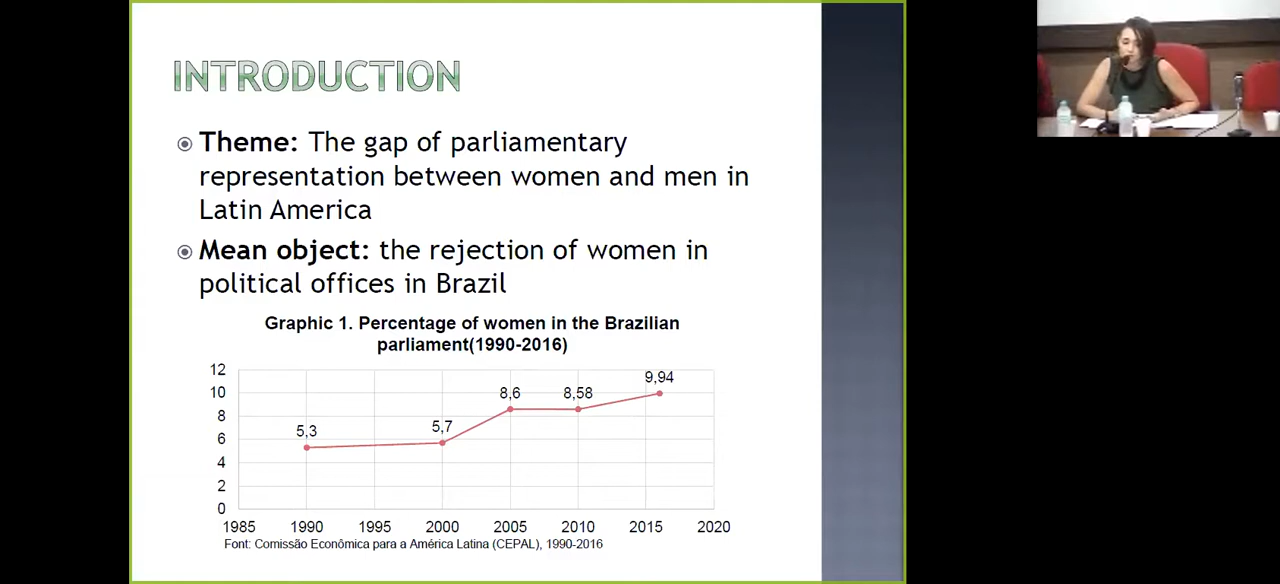 INTRODUCTION
Theme: The gap of parliamentary
representation between women and men in
Latin America
Mean object: the rejection of women in
political offices in Brazil
Graphic 1. Percentage of women in the Brazilian
parliament(1990-2016)
12
10
8
6
4
2
0
5,3
5,7
8,6
8,58
9,94
1985 1990 1995 2000 2005 2010 2015 2020
Font: Comissão Econômica para a América Latina (CEPAL), 1990-2016